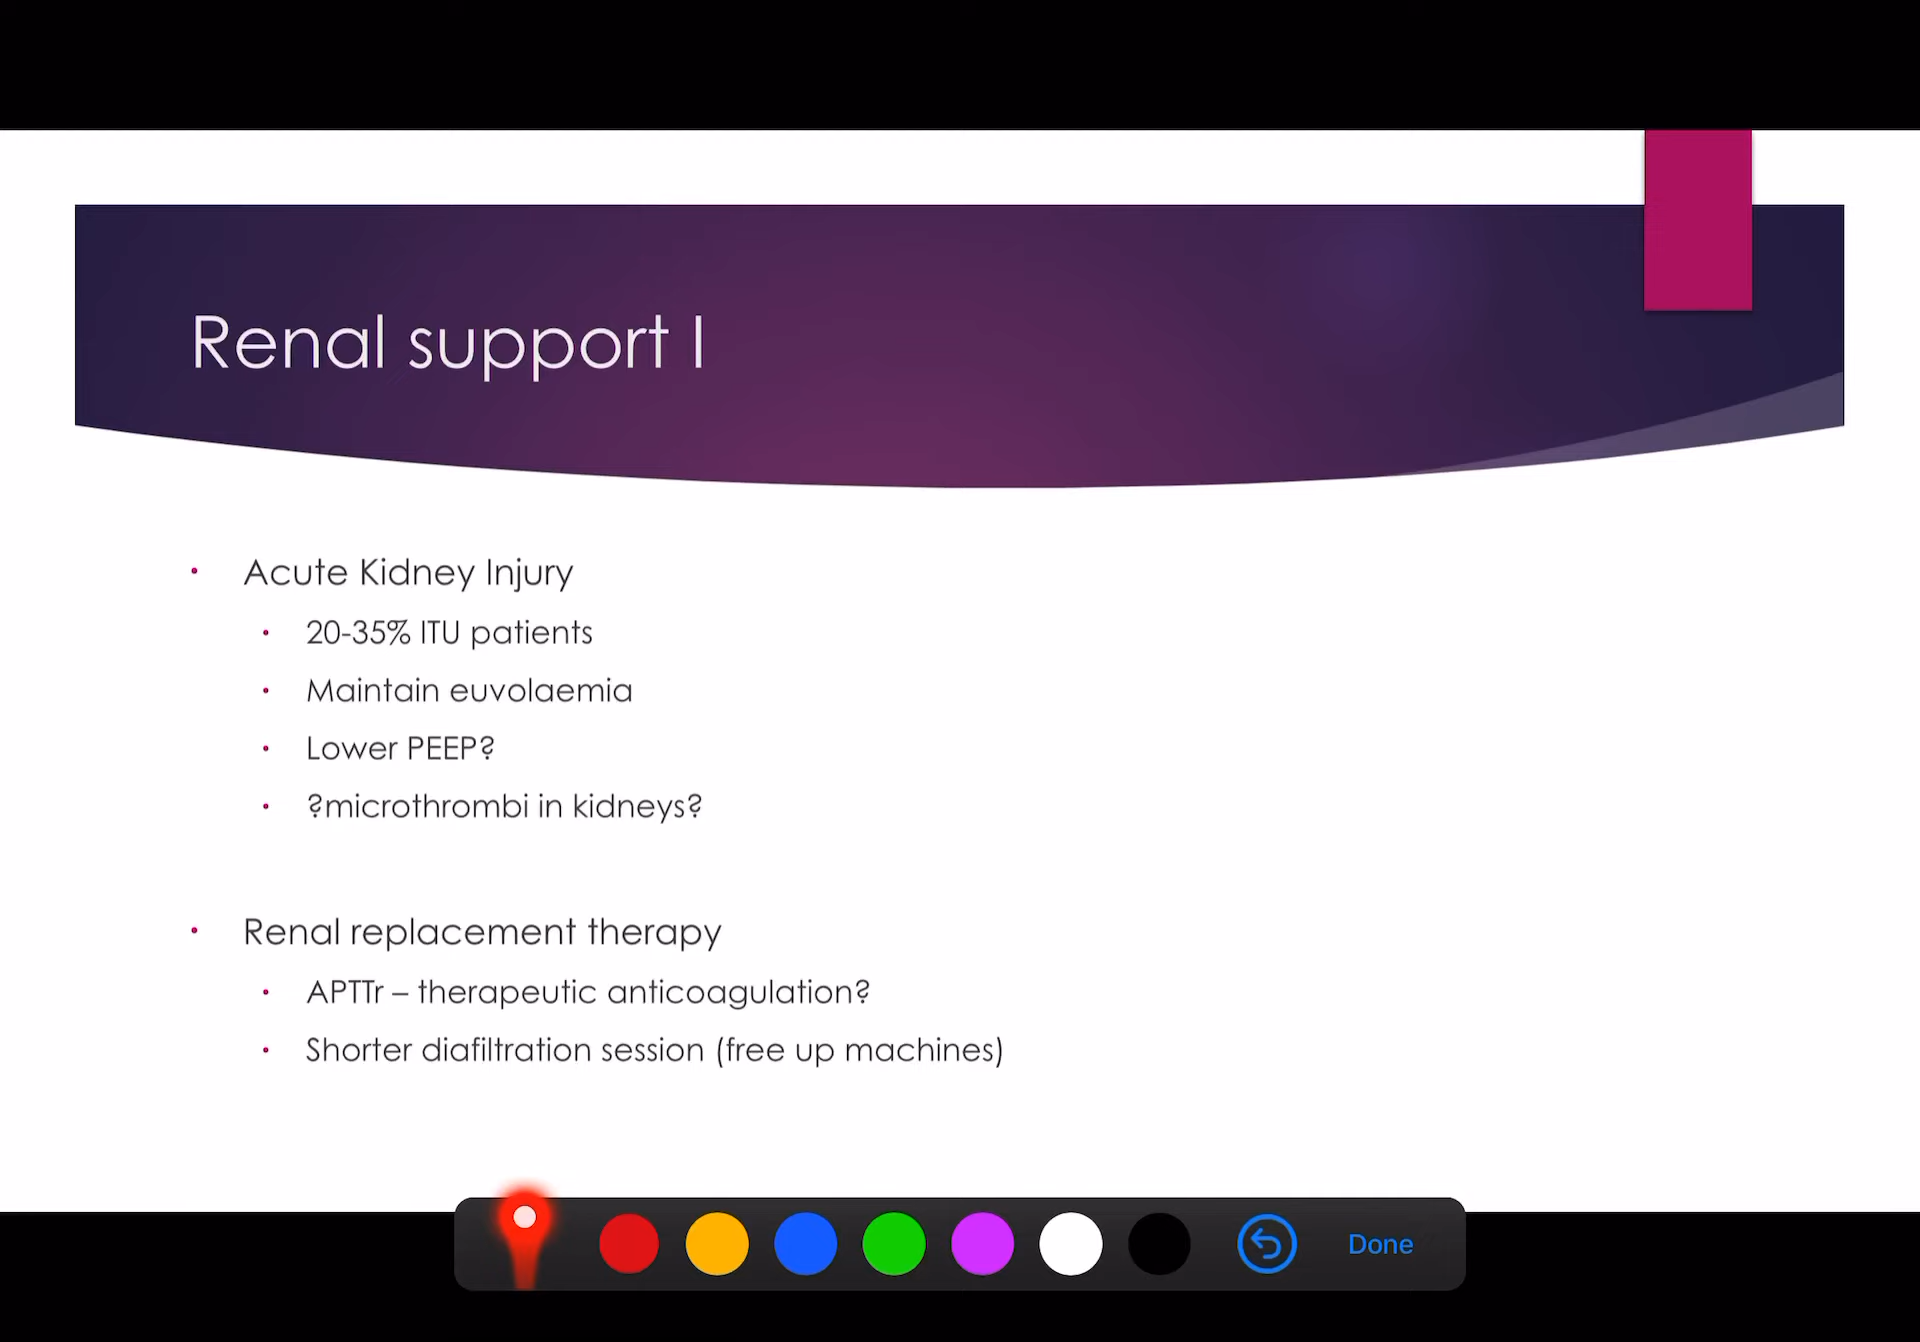 Renal support I
Acute Kidney Injury
20-35% ITU patients
Maintain euvolaemia
Lower PEEP?
?microthrombi in kidneys?
Renal replacement therapy
APTTr – therapeutic anticoagulation?
Shorter diafiltration session (free up machines)
Done